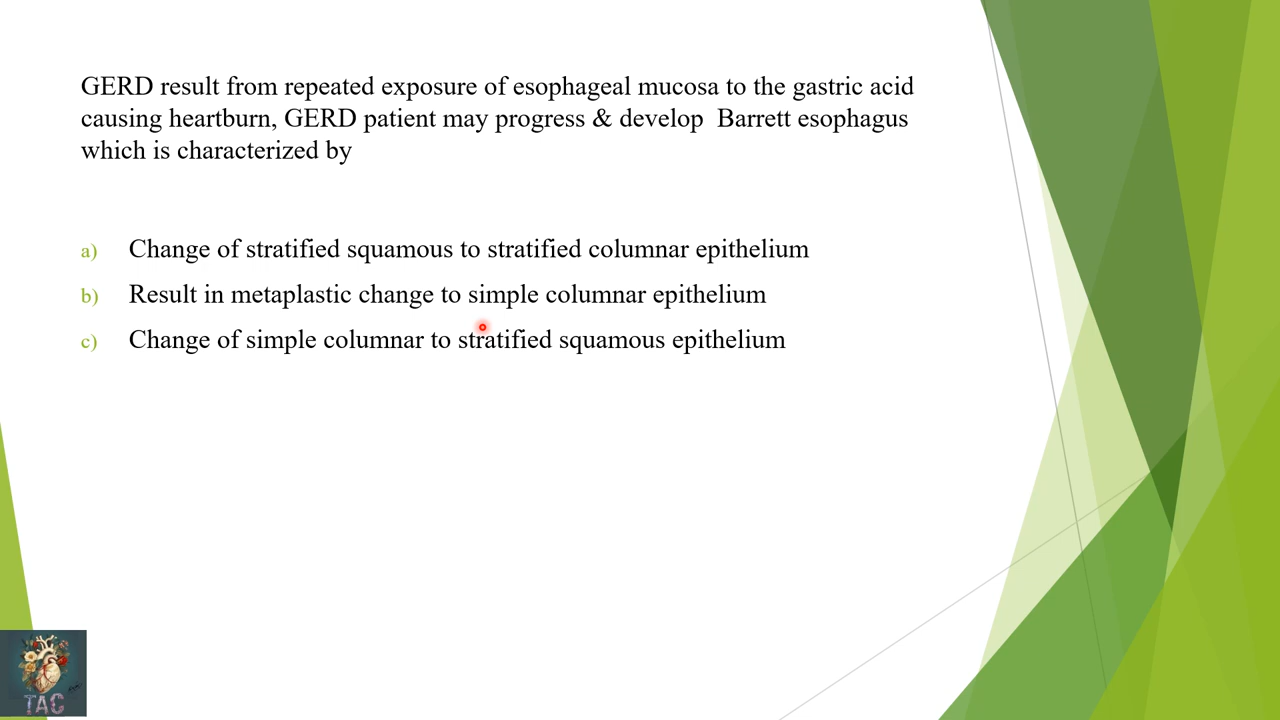 GERD result from repeated exposure of esophageal mucosa to the gastric acid
causing heartburn, GERD patient may progress & develop Barrett esophagus
which is characterized by
a) Change of stratified squamous to stratified columnar epithelium
b) Result in metaplastic change to simple columnar epithelium
c) Change of simple columnar to stratified squamous epithelium
TAC